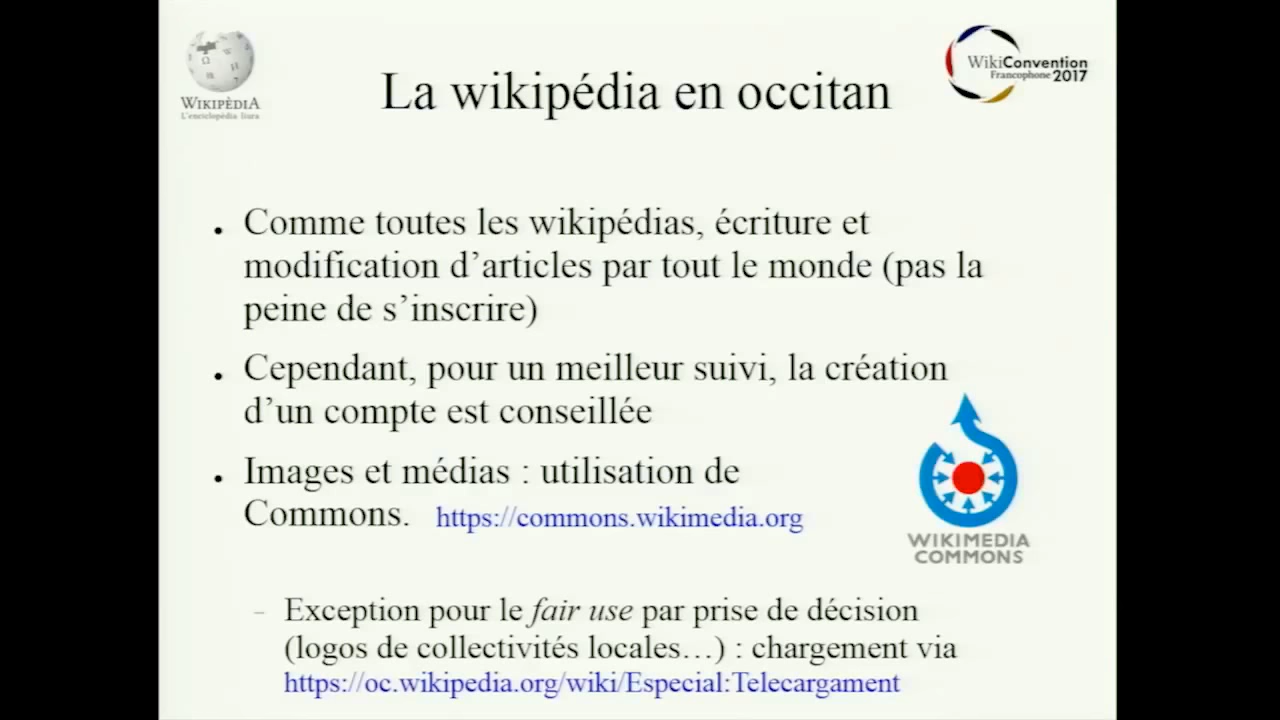 WIKIPÈDIA
L'enciclopèdia liura
La wikipédia en occitan
WikiConvention
Francophone 2017
Comme toutes les wikipédias, écriture et
modification d’articles par tout le monde (pas la
peine de s’inscrire)
Cependant, pour un meilleur suivi, la création
d’un compte est conseillée
Images et médias : utilisation de
Commons. https://commons.wikimedia.org
WIKIMEDIA
COMMONS
– Exception pour le fair use par prise de décision
(logos de collectivités locales…) : chargement via
https://oc.wikipedia.org/wiki/Especial:Telecargament